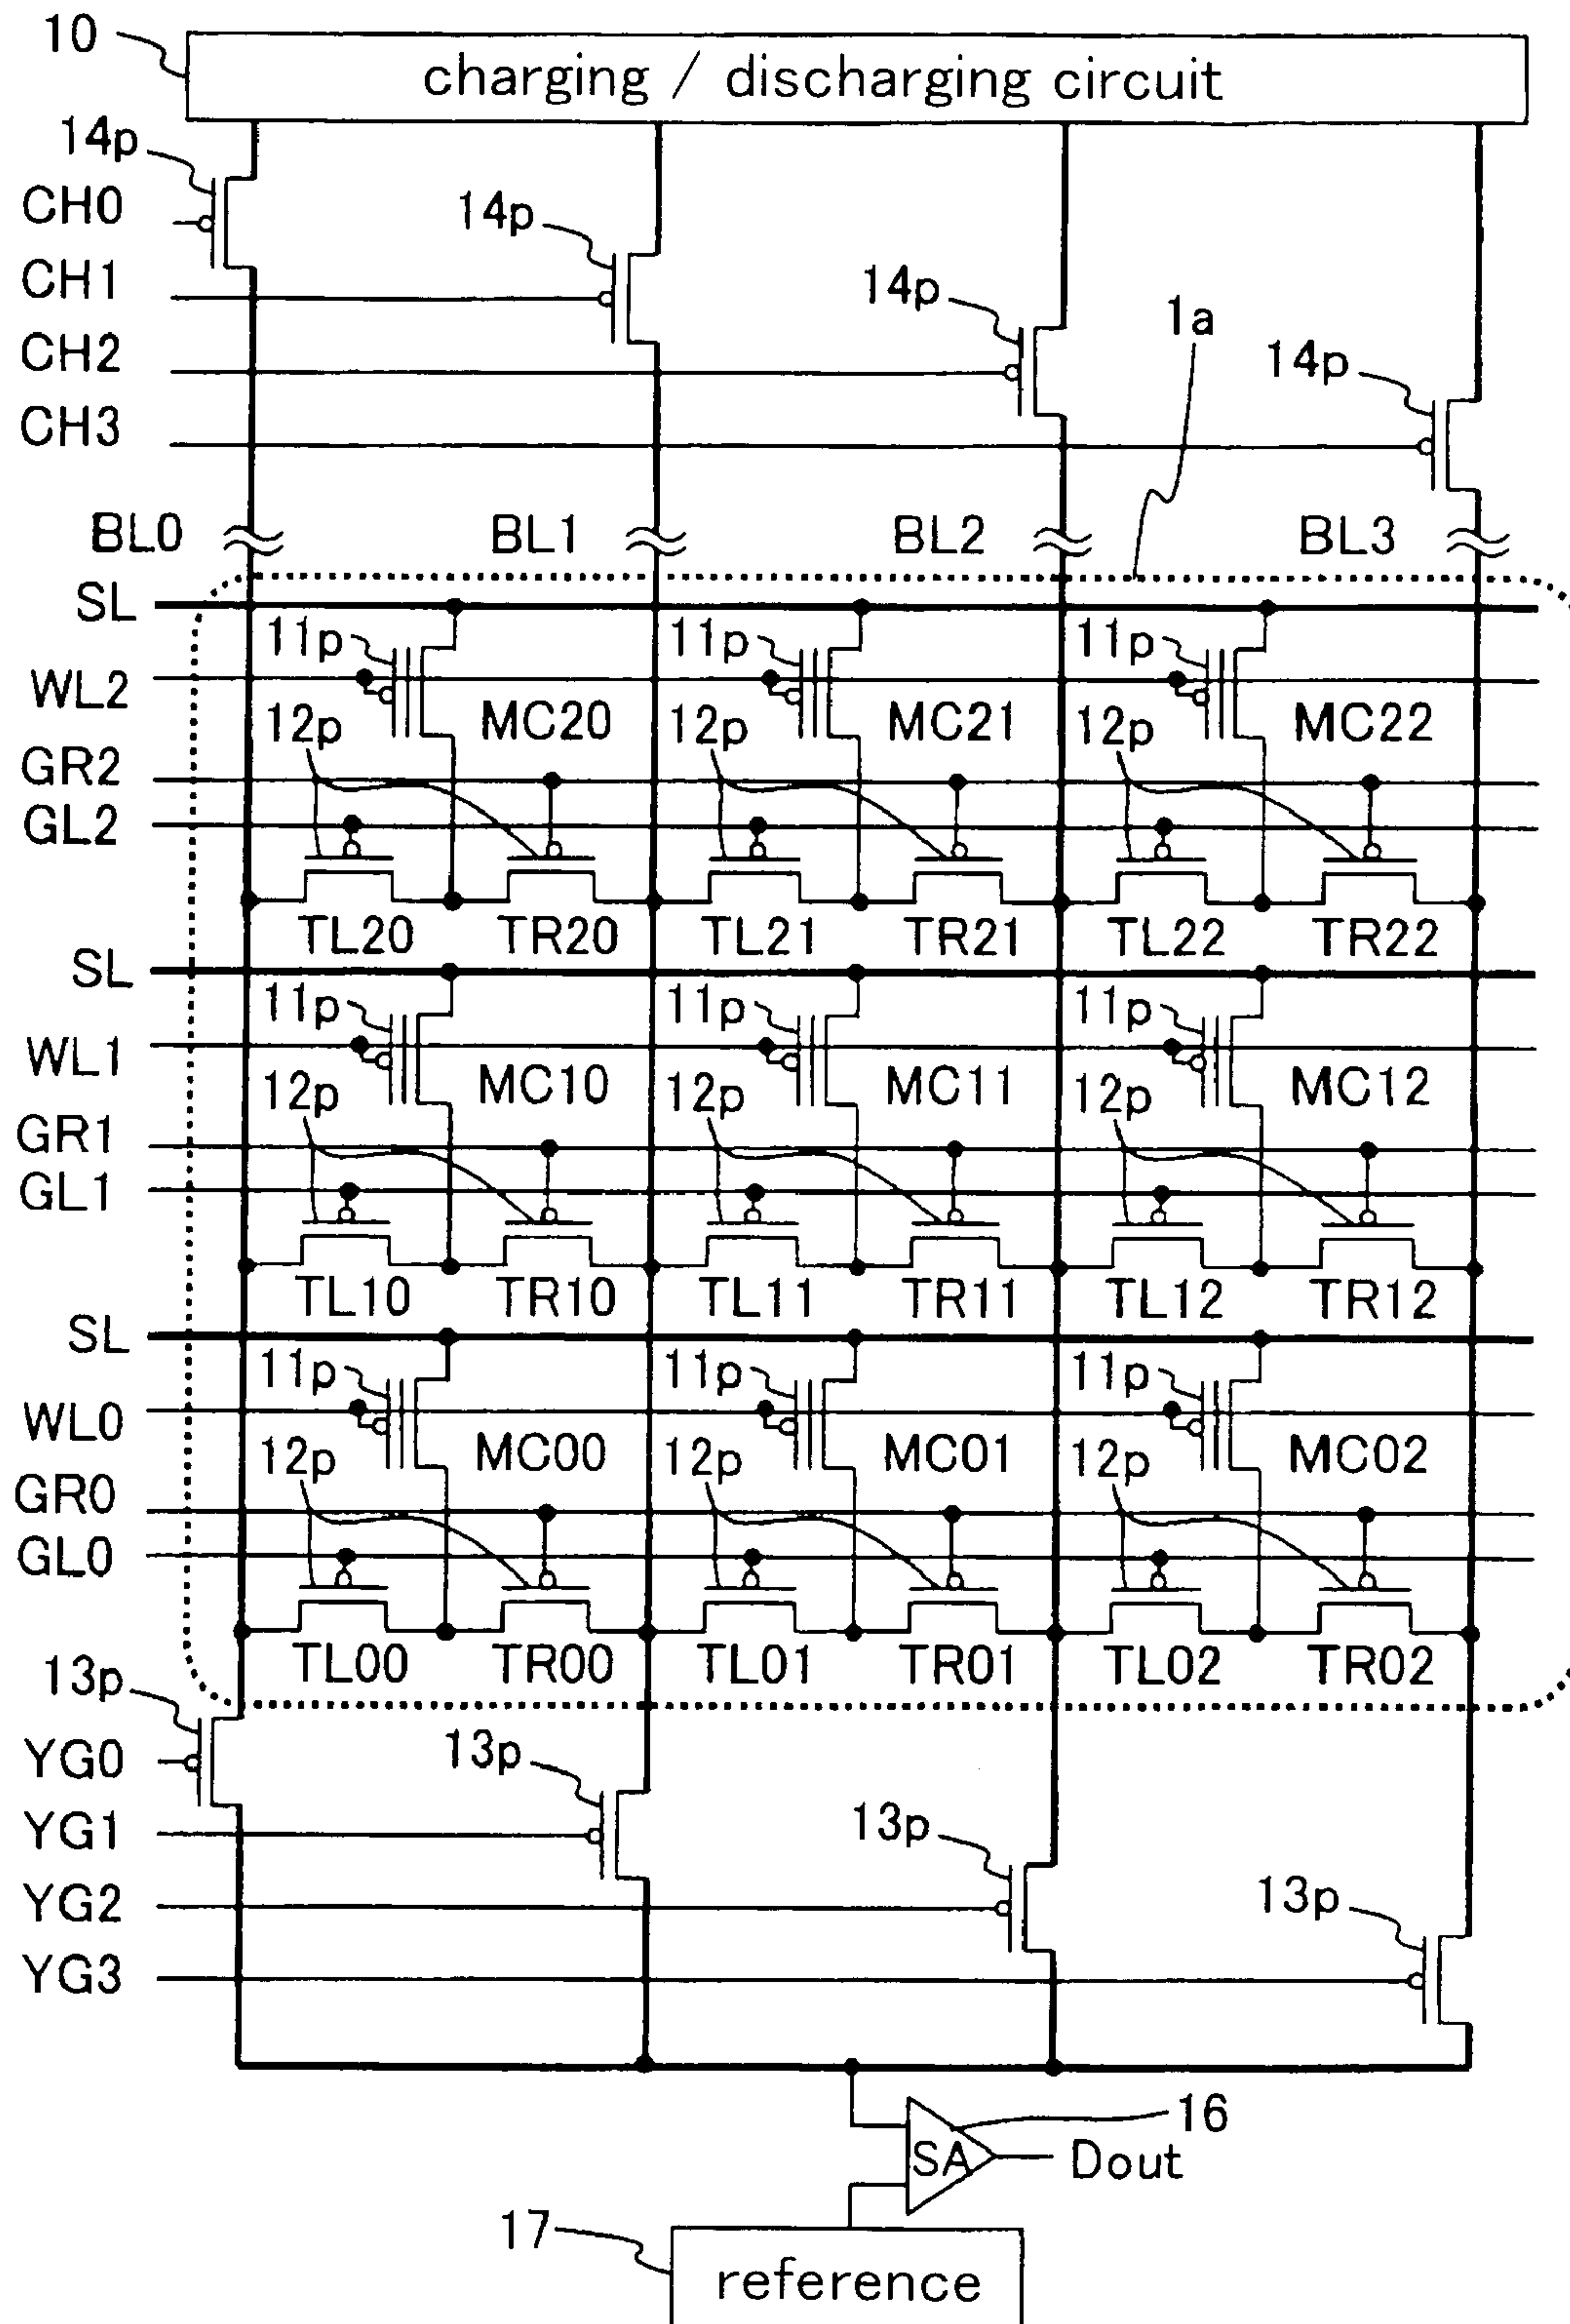 10
charging / discharging circuit
14p
CH0
14p
CH1
14p
1a
CH2
14p
CH3
BL0 BL1 BL2 BL3
SL
11p 11p 11p
WL2
MC20 MC21 MC22
12p 12p 12p
GR2
GL2
TL20 TR20 TL21 TR21 TL22 TR22
SL
11p 11p 11p
WL1
MC10 MC11 MC12
12p 12p 12p
GR1
GL1
TL10 TR10 TL11 TR11 TL12 TR12
SL
11p 11p 11p
WL0
MC00 MC01 MC02
12p 12p 12p
GR0
GL0
TL00 TR00 TL01 TR01 TL02 TR02
13p
YG0
13p
YG1
13p
YG2
13p
YG3
16
SA Dout
17
reference